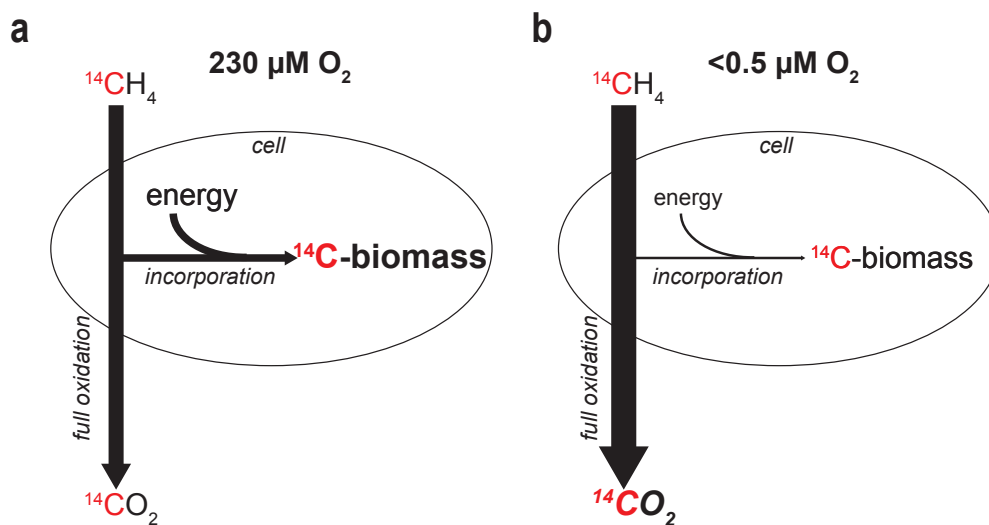 a
230 µM O₂
¹⁴CH₄
cell
energy
¹⁴C-biomass
incorporation
full oxidation
¹⁴CO₂
b
<0.5 µM O₂
¹⁴CH₄
cell
energy
¹⁴C-biomass
incorporation
full oxidation
¹⁴CO₂